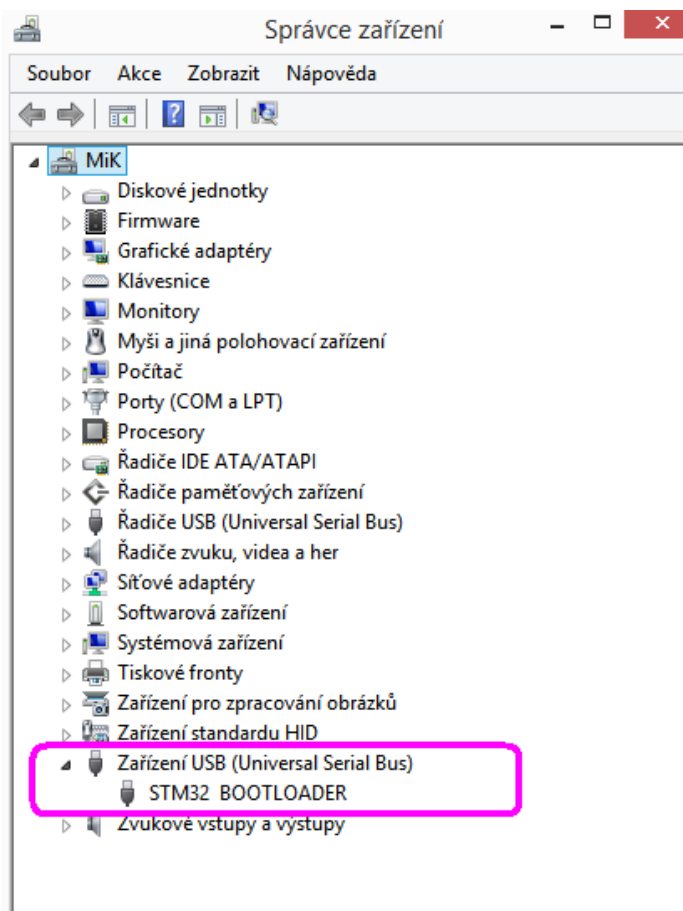 Správce zařízení
Soubor Akce Zobrazit Nápověda
MiK
Diskové jednotky
Firmware
Grafické adaptéry
Klávesnice
Monitory
Myši a jiná polohovací zařízení
Počítač
Porty (COM a LPT)
Procesory
Řadiče IDE ATA/ATAPI
Řadiče paměťových zařízení
Řadiče USB (Universal Serial Bus)
Řadiče zvuku, videa a her
Síťové adaptéry
Softwarová zařízení
Systémová zařízení
Tiskové fronty
Zařízení pro zpracování obrázků
Zařízení standardu HID
Zařízení USB (Universal Serial Bus)
STM32 BOOTLOADER
Zvukové vstupy a výstupy